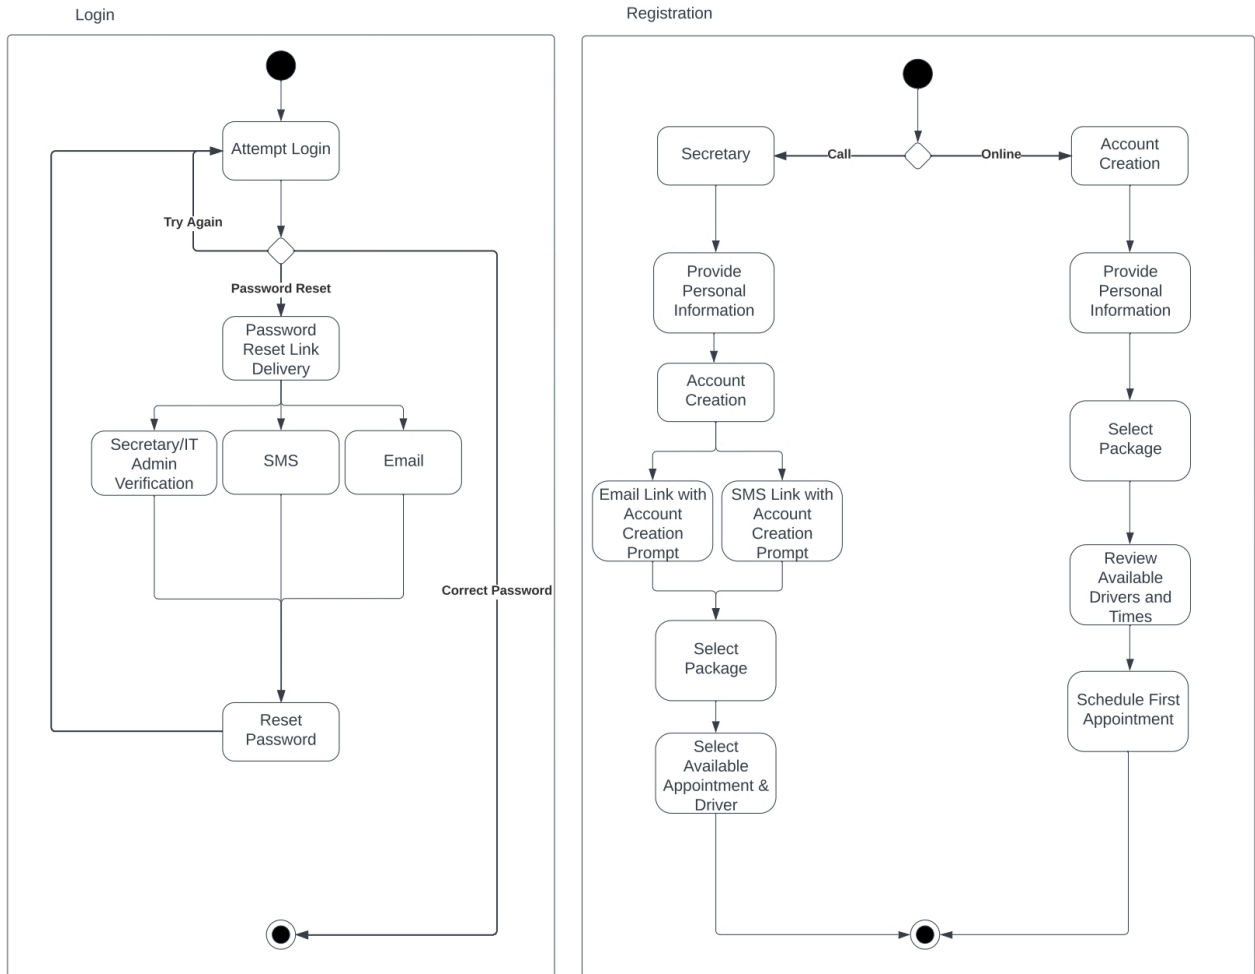 Login
Attempt Login
Try Again
Password Reset
Password
Reset Link
Delivery
Secretary/IT
Admin
Verification
SMS
Email
Correct Password
Reset
Password
Registration
Call
Online
Secretary
Provide
Personal
Information
Account
Creation
Email Link with
Account
Creation
Prompt
SMS Link with
Account
Creation
Prompt
Select
Package
Select
Available
Appointment &
Driver
Account
Creation
Provide
Personal
Information
Select
Package
Review
Available
Drivers and
Times
Schedule First
Appointment